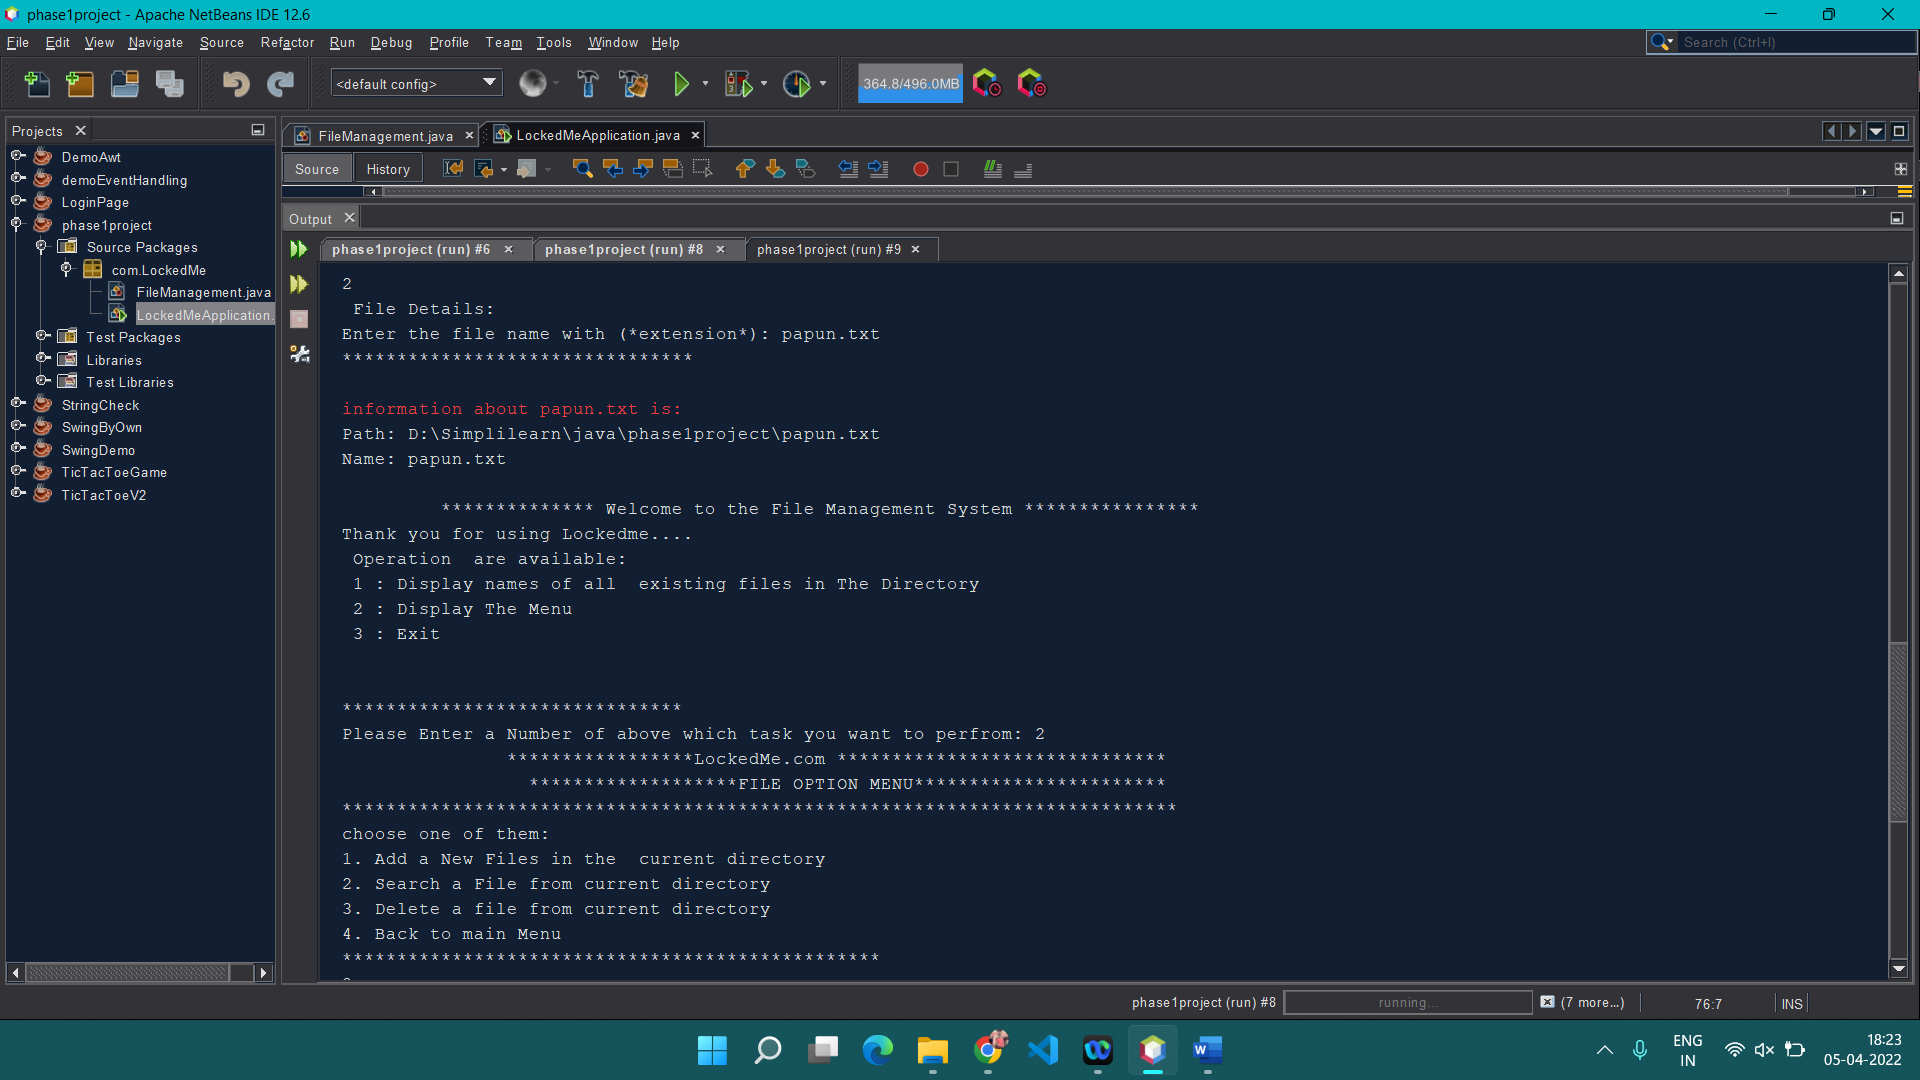 phase1project - Apache NetBeans IDE 12.6
File Edit View Navigate Source Refactor Run Debug Profile Team Tools Window Help
Search (Ctrl+I)
<default config>
364.8/496.0MB
Projects
DemoAwt
demoEventHandling
LoginPage
phase1project
Source Packages
com.LockedMe
FileManagement.java
LockedMeApplication.
Test Packages
Libraries
Test Libraries
StringCheck
SwingByOwn
SwingDemo
TicTacToeGame
TicTacToeV2
FileManagement.java LockedMeApplication.java
Source History
Output
phase1project (run) #6 phase1project (run) #8 phase1project (run) #9
2
File Details:
Enter the file name with (*extension*): papun.txt
********************************
information about papun.txt is:
Path: D:\Simplilearn\java\phase1project\papun.txt
Name: papun.txt
************** Welcome to the File Management System ****************
Thank you for using Lockedme....
Operation  are available:
1 : Display names of all  existing files in The Directory
2 : Display The Menu
3 : Exit
*******************************
Please Enter a Number of above which task you want to perfrom: 2
*****************LockedMe.com ******************************
*******************FILE OPTION MENU***********************
****************************************************************************
choose one of them:
1. Add a New Files in the  current directory
2. Search a File from current directory
3. Delete a file from current directory
4. Back to main Menu
*************************************************
phase1project (run) #8 running... (7 more...) 76:7 INS
ENG
IN
18:23
05-04-2022